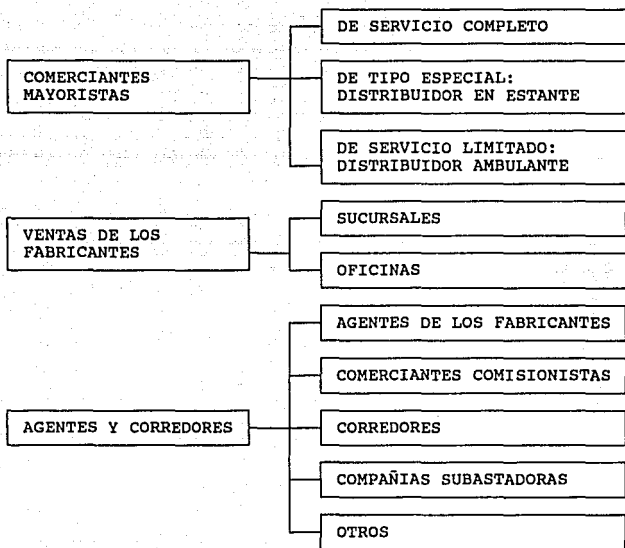 DE SERVICIO COMPLETO
COMERCIANTES
MAYORISTAS
DE TIPO ESPECIAL:
DISTRIBUIDOR EN ESTANTE
DE SERVICIO LIMITADO:
DISTRIBUIDOR AMBULANTE
VENTAS DE LOS
FABRICANTES
SUCURSALES
OFICINAS
AGENTES Y CORREDORES
AGENTES DE LOS FABRICANTES
COMERCIANTES COMISIONISTAS
CORREDORES
COMPAÑIAS SUBASTADORAS
OTROS